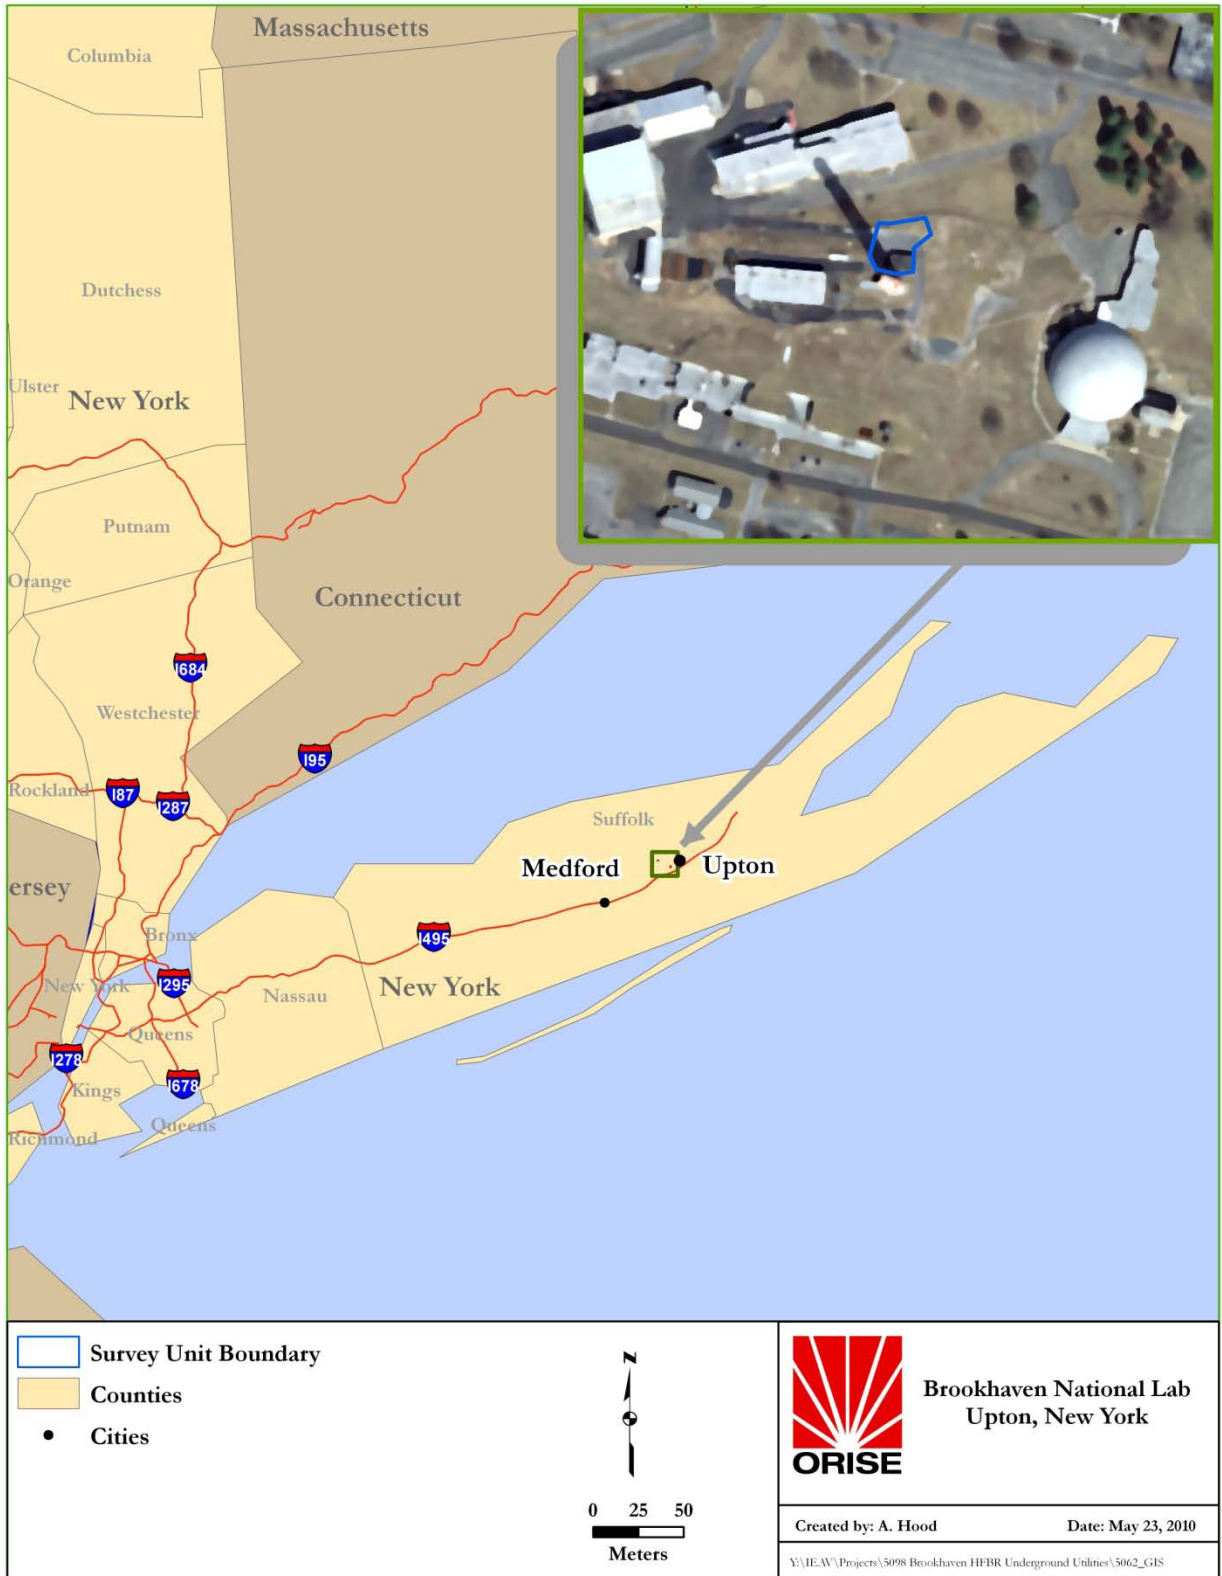 Massachusetts
Columbia
Dutchess
Ulster
New York
Putnam
Orange
Connecticut
I684
Westchester
I95
Rockland
I87
I287
Suffolk
Medford
Upton
ersey
Bronx
I495
New York
I295
Nassau
New York
Queens
I278
Kings
I678
Queens
Richmond
Survey Unit Boundary
Counties
Cities
N
0 25 50
Meters
ORISE
Brookhaven National Lab
Upton, New York
Created by: A. Hood
Date: May 23, 2010
Y:\IEAV\Projects\5098 Brookhaven HFBR Underground Utilities\5062_GIS